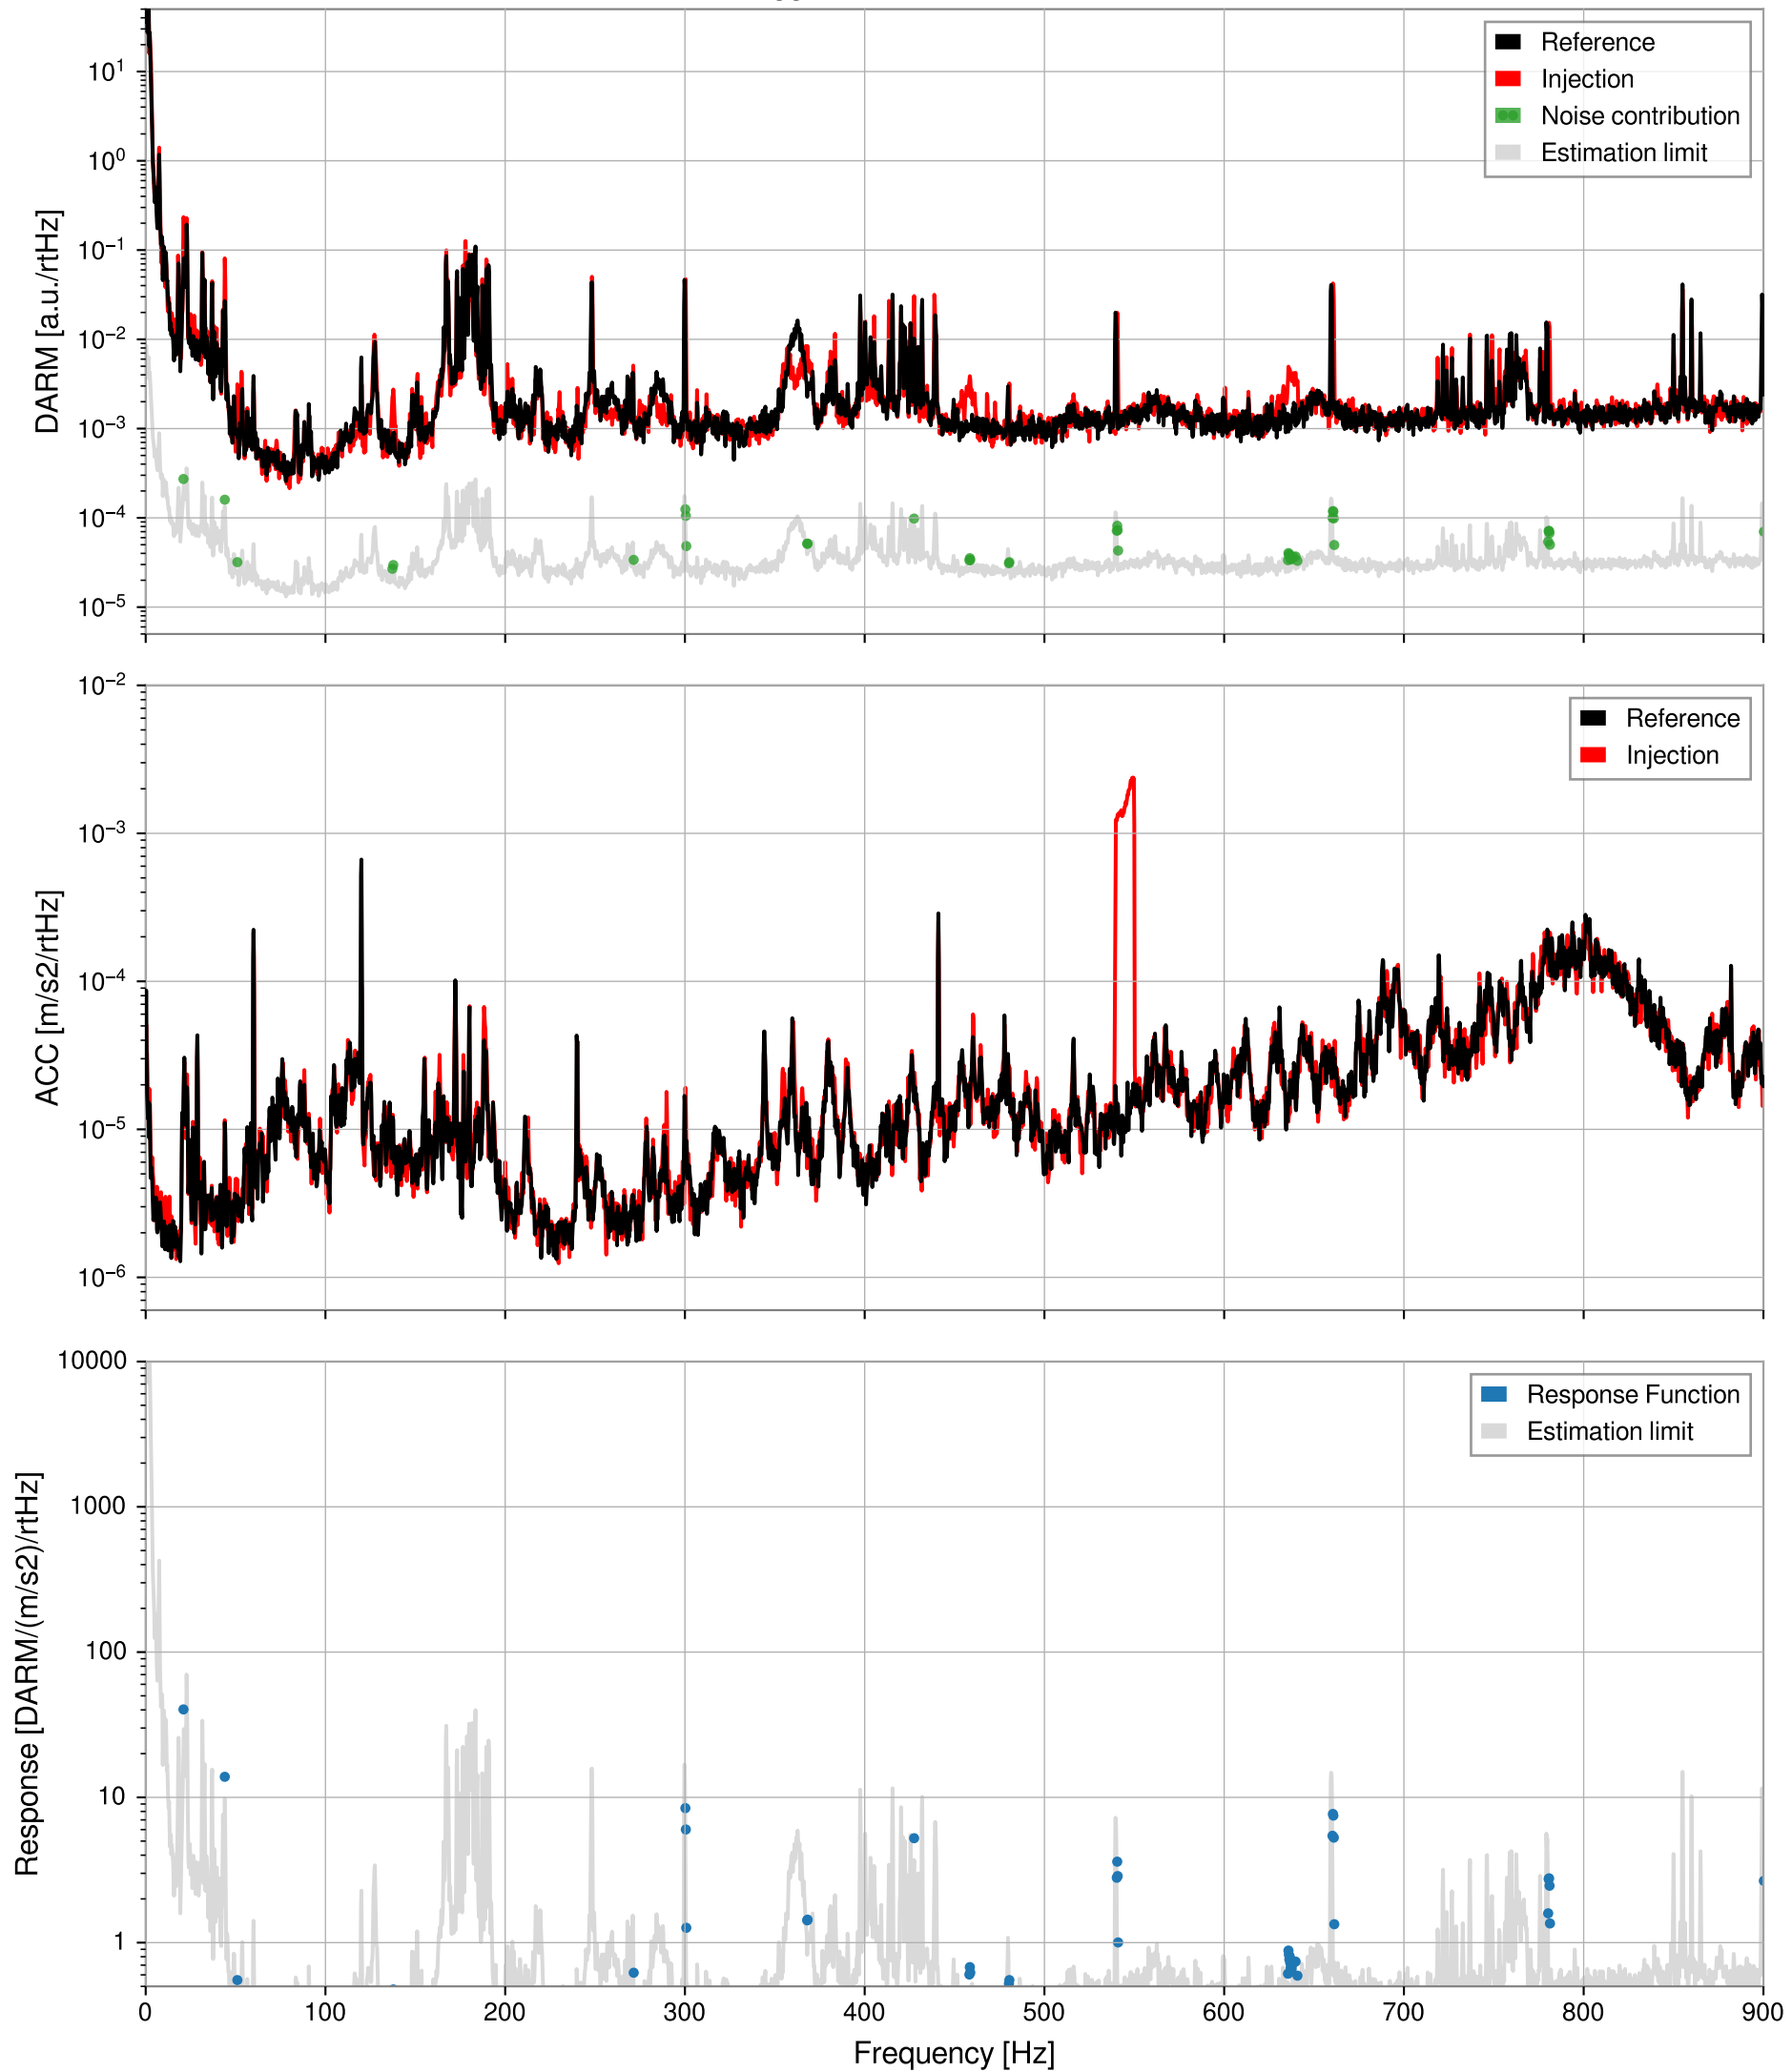 Reference
Injection
Noise contribution
Estimation limit
DARM [a.u./rtHz]
10¹
10⁰
10⁻¹
10⁻²
10⁻³
10⁻⁴
10⁻⁵
Reference
Injection
ACC [m/s2/rtHz]
10⁻²
10⁻³
10⁻⁴
10⁻⁵
10⁻⁶
Response Function
Estimation limit
Response [DARM/(m/s2)/rtHz]
10000
1000
100
10
1
0 100 200 300 400 500 600 700 800 900
Frequency [Hz]